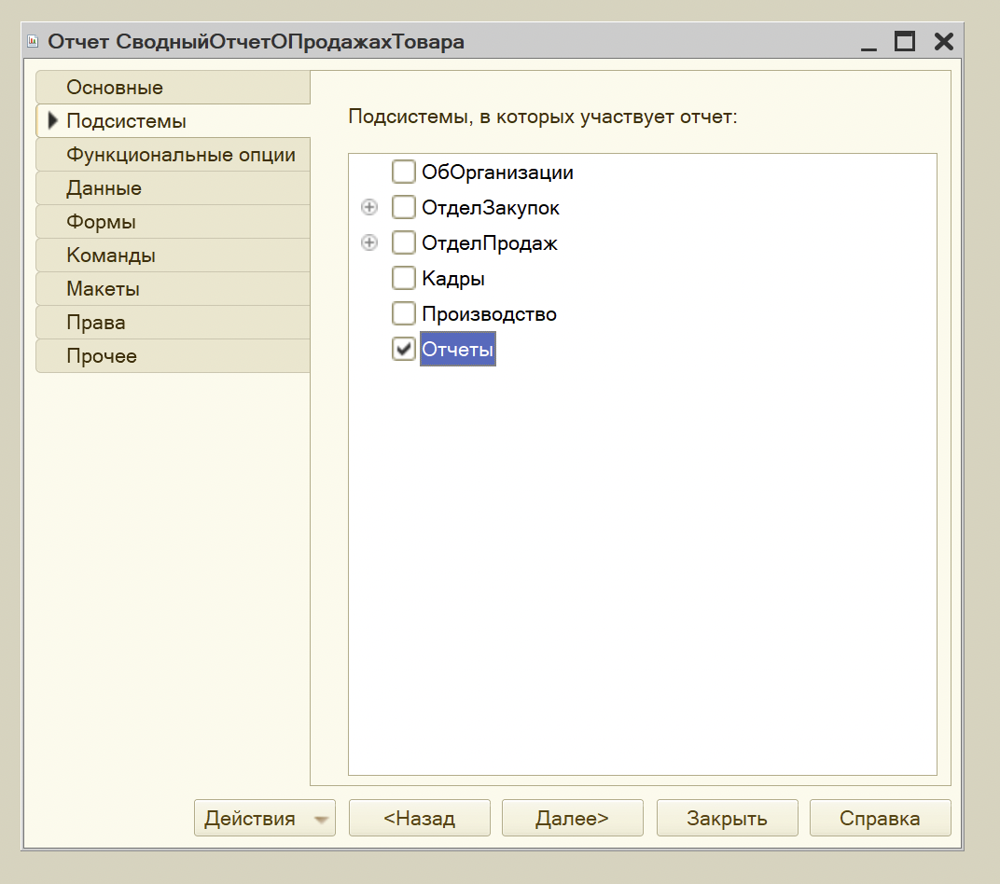 Отчет СводныйОтчетОПродажахТовара
Основные
Подсистемы
Функциональные опции
Данные
Формы
Команды
Макеты
Права
Прочее
Подсистемы, в которых участвует отчет:
ОбОрганизации
ОтделЗакупок
ОтделПродаж
Кадры
Производство
Отчеты
Действия
<Назад
Далее>
Закрыть
Справка